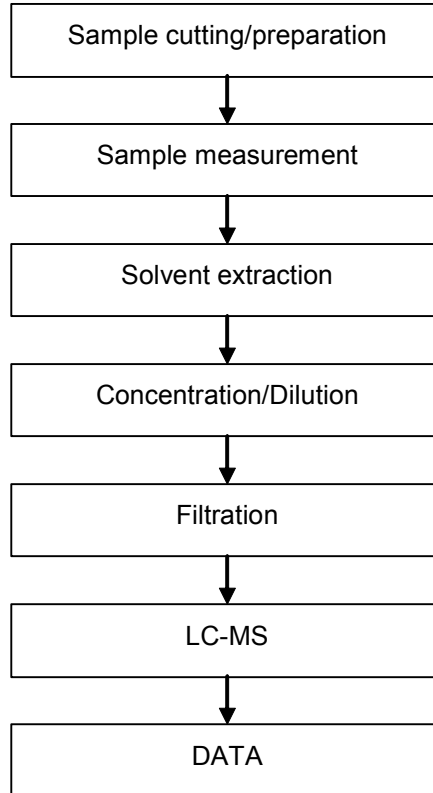 Sample cutting/preparation
Sample measurement
Solvent extraction
Concentration/Dilution
Filtration
LC-MS
DATA